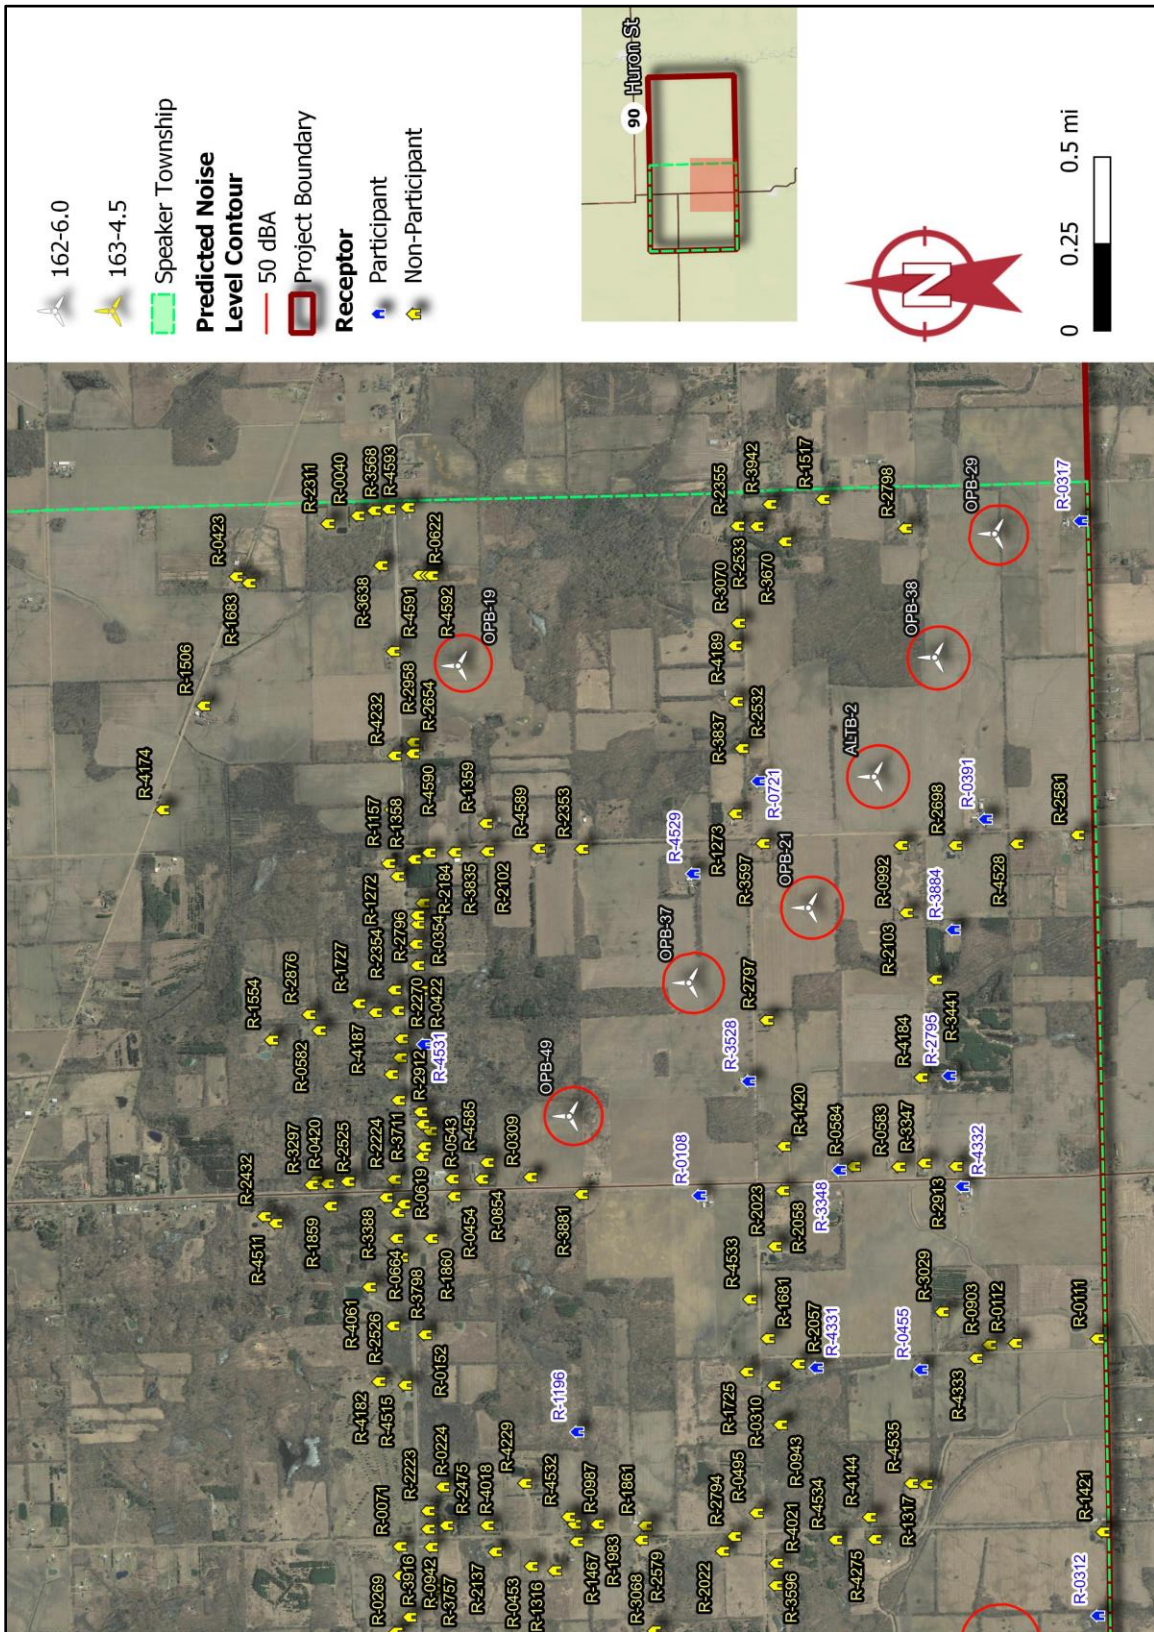 162-6.0
163-4.5
Speaker Township
Predicted Noise
Level Contour
50 dBA
Project Boundary
Receptor
Participant
Non-Participant
90
Huron St
N
0
0.25
0.5 mi
R-2311
R-0040
R-3568
R-4593
R-0423
R-1683
R-3638
R-0622
R-4591
R-4592
R-1506
OPB-19
R-2958
R-2654
R-4232
R-4174
R-4590
R-1359
R-4589
R-2353
R-1157
R-1358
R-1272
R-2184
R-3835
R-2102
R-2354
R-2796
R-0354
R-1727
R-2876
R-1554
R-0582
R-4187
R-2270
R-0422
R-4531
R-2912
OPB-49
R-3297
R-0420
R-2525
R-2224
R-3711
R-0543
R-4585
R-0309
R-2432
R-4511
R-1859
R-3388
R-0619
R-0454
R-0854
R-3881
R-0664
R-3798
R-1860
R-4061
R-2526
R-0152
R-4182
R-4515
R-1196
R-0071
R-2223
R-0224
R-2475
R-4018
R-4229
R-4532
R-0987
R-1861
R-0269
R-3916
R-0942
R-3757
R-2137
R-0453
R-1316
R-1467
R-1983
R-3068
R-2579
R-2355
R-3942
R-1517
R-2798
OPB-29
R-0317
R-3070
R-2533
R-3670
R-4189
OPB-38
R-3837
R-2532
ALTB-2
R-0721
R-4529
R-1273
R-3597
OPB-21
R-0992
R-2698
R-0391
R-2581
R-4528
R-2103
R-3884
OPB-37
R-2797
R-3528
R-4184
R-2795
R-3441
R-1420
R-0584
R-0583
R-3347
R-4332
R-0108
R-2023
R-2058
R-3348
R-2913
R-4533
R-1681
R-2057
R-4331
R-0455
R-3029
R-0903
R-0112
R-0111
R-4333
R-1725
R-0310
R-0943
R-2794
R-0495
R-4534
R-4144
R-4535
R-2022
R-4021
R-3596
R-4275
R-1317
R-1421
R-0312